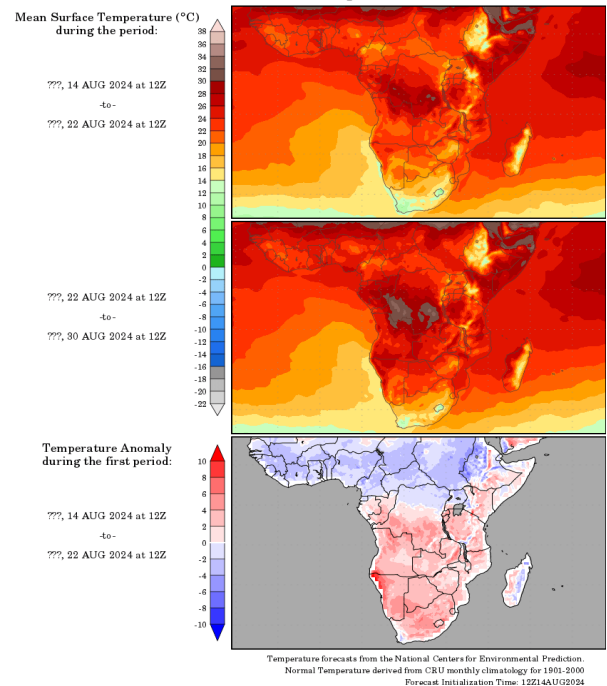 Mean Surface Temperature (°C)
during the period:
38
36
34
32
30
28
26
24
22
20
18
16
14
12
10
8
6
4
2
0
-2
-4
-6
-8
-10
-12
-14
-16
-18
-20
-22
???, 14 AUG 2024 at 12Z
-to-
???, 22 AUG 2024 at 12Z
???, 22 AUG 2024 at 12Z
-to-
???, 30 AUG 2024 at 12Z
Temperature Anomaly
during the first period:
10
8
6
4
2
0
-2
-4
-6
-8
-10
???, 14 AUG 2024 at 12Z
-to-
???, 22 AUG 2024 at 12Z
Temperature forecasts from the National Centers for Environmental Prediction.
Normal Temperature derived from CRU monthly climatology for 1901-2000
Forecast Initialization Time: 12Z14AUG2024